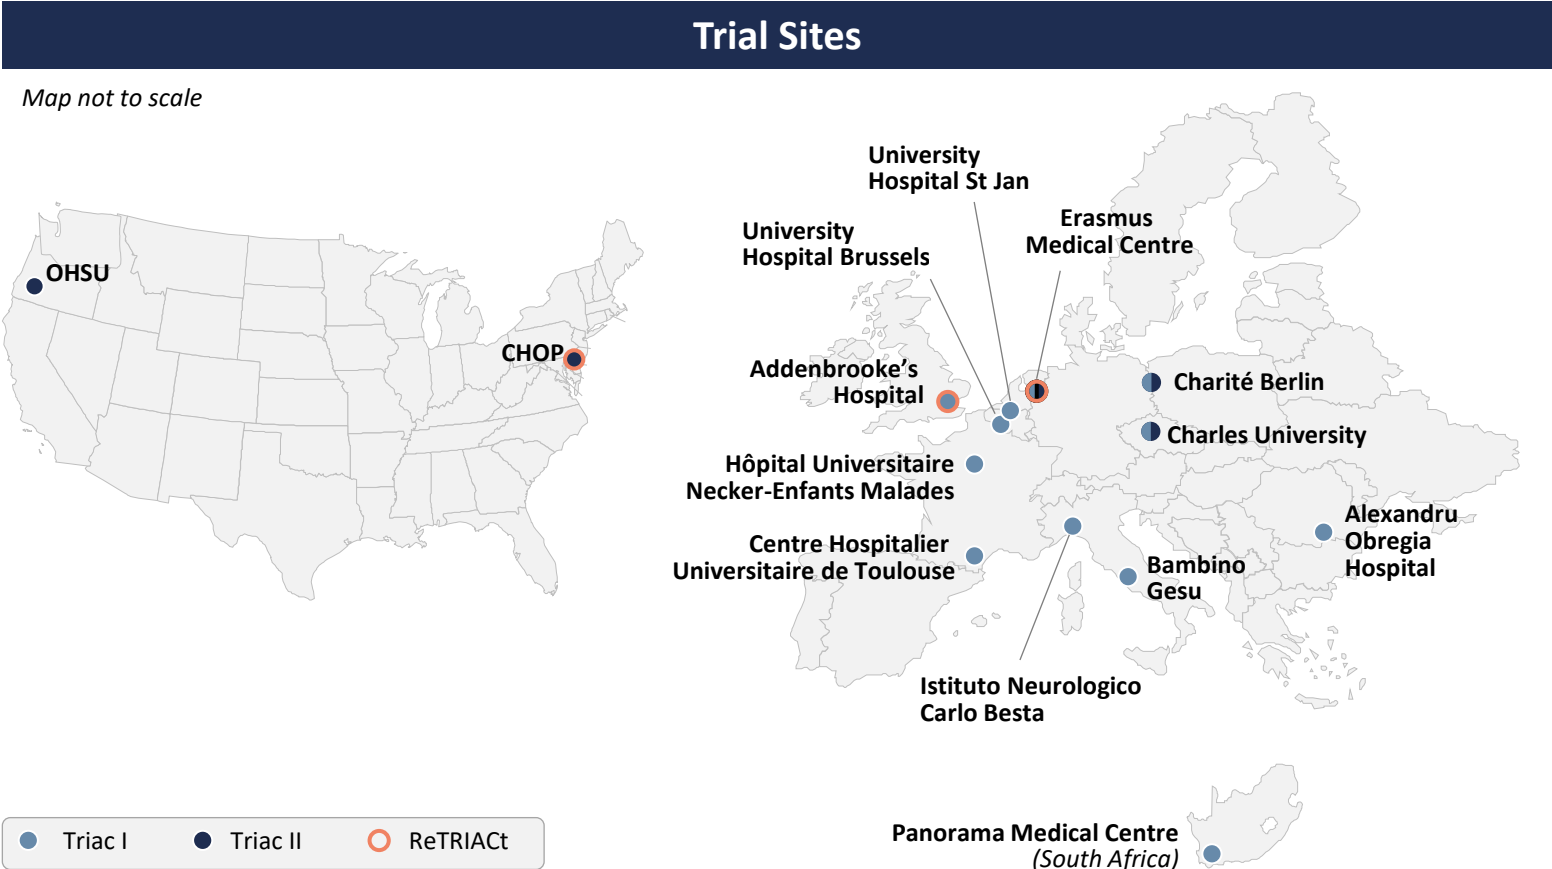 Trial Sites
Map not to scale
University
Hospital St Jan
University
Hospital Brussels
Erasmus
Medical Centre
OHSU
CHOP
Addenbrooke’s
Hospital
Charité Berlin
Charles University
Hôpital Universitaire
Necker-Enfants Malades
Centre Hospitalier
Universitaire de Toulouse
Alexandru
Obregia
Hospital
Bambino
Gesu
Istituto Neurologico
Carlo Besta
Panorama Medical Centre
(South Africa)
Triac I
Triac II
ReTRIACt